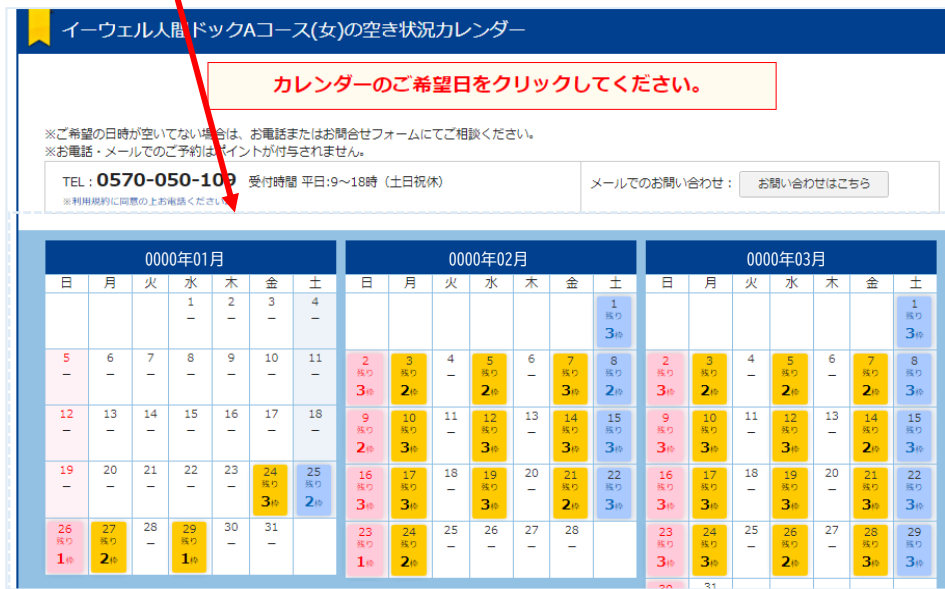 イーウェル人間ドックAコース(女)の空き状況カレンダー
カレンダーのご希望日をクリックしてください。
※ご希望の日時が空いてない場合は、お電話またはお問合せフォームにてご相談ください。
※お電話・メールでのご予約はポイントが付与されません。
TEL：0570-050-109 受付時間 平日:9～18時（土日祝休）
※利用規約に同意の上お電話ください
メールでのお問い合わせ： お問い合わせはこちら
0000年01月
日 月 火 水 木 金 土
1 2 3 4
– – – –
5 6 7 8 9 10 11
– – – – – – –
12 13 14 15 16 17 18
– – – – – – –
19 20 21 22 23 24 25
– – – – – 残り 残り
3枠 2枠
26 27 28 29 30 31
残り 残り – 残り – –
1枠 2枠 1枠
0000年02月
日 月 火 水 木 金 土
1
残り
3枠
2 3 4 5 6 7 8
残り 残り – 残り – 残り 残り
3枠 2枠 2枠 3枠 2枠
9 10 11 12 13 14 15
残り 残り – 残り – 残り 残り
2枠 3枠 3枠 3枠 3枠
16 17 18 19 20 21 22
残り 残り – 残り – 残り 残り
3枠 3枠 3枠 2枠 3枠
23 24 25 26 27 28
残り 残り – – – –
1枠 2枠
0000年03月
日 月 火 水 木 金 土
1
残り
3枠
2 3 4 5 6 7 8
残り 残り – 残り – 残り 残り
3枠 2枠 2枠 2枠 3枠
9 10 11 12 13 14 15
残り 残り – 残り – 残り 残り
3枠 3枠 3枠 2枠 3枠
16 17 18 19 20 21 22
残り 残り – 残り – 残り 残り
3枠 3枠 3枠 3枠 3枠
23 24 25 26 27 28 29
残り 残り – 残り – 残り 残り
3枠 3枠 2枠 3枠 3枠
30 31